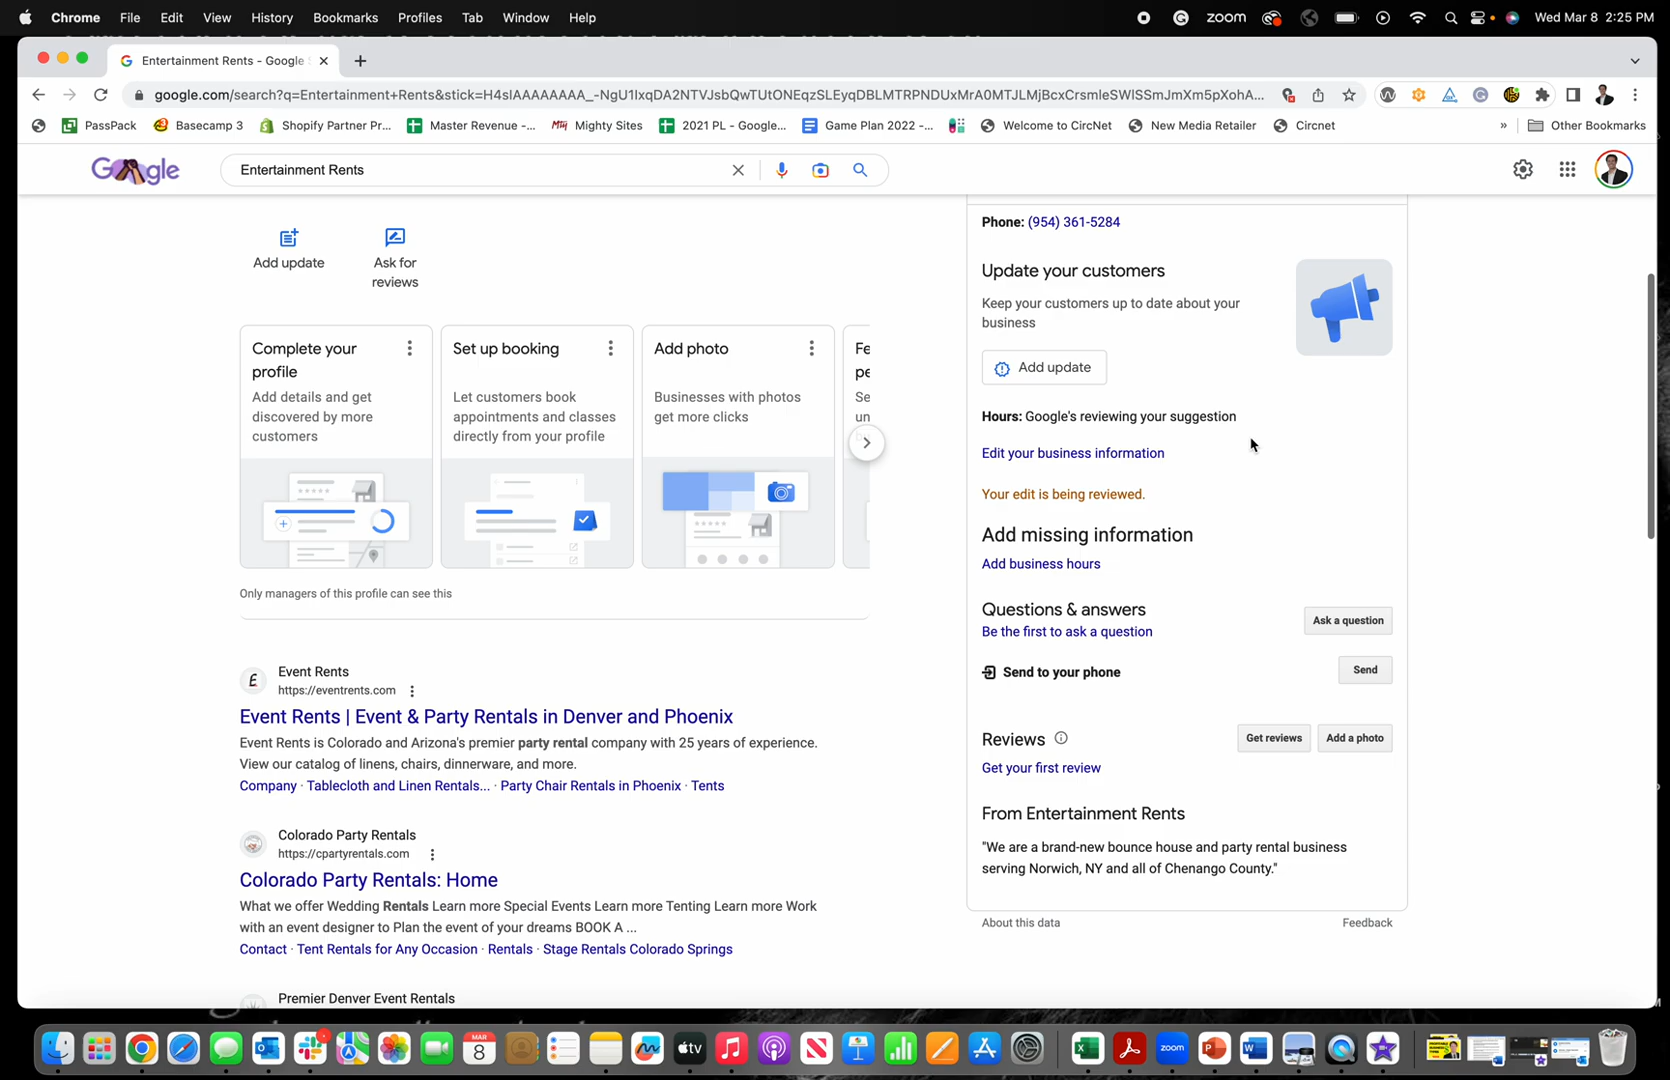 Chrome File Edit View History Bookmarks Profiles Tab Window Help zoom Wed Mar 8 2:25 PM
Entertainment Rents - Google
google.com/search?q=Entertainment+Rents&stick=H4sIAAAAAAAA_-NgU1IxqDA2NTVJsbQwTUtONEqzSLEyqDBLMTRPNDUxMrA0MTJLMjBcxCrsmleSWlSSmJmXm5pXohA...
PassPack Basecamp 3 Shopify Partner Pr... Master Revenue -... Mighty Sites 2021 PL - Google... Game Plan 2022 -... Welcome to CircNet New Media Retailer Circnet » Other Bookmarks
Google Entertainment Rents
Add update
Ask for
reviews
Complete your
profile
Add details and get
discovered by more
customers
Set up booking
Let customers book
appointments and classes
directly from your profile
Add photo
Businesses with photos
get more clicks
Fe
pe
Se
un
Only managers of this profile can see this
Event Rents
https://eventrents.com
Event Rents | Event & Party Rentals in Denver and Phoenix
Event Rents is Colorado and Arizona's premier party rental company with 25 years of experience.
View our catalog of linens, chairs, dinnerware, and more.
Company · Tablecloth and Linen Rentals... · Party Chair Rentals in Phoenix · Tents
Colorado Party Rentals
https://cpartyrentals.com
Colorado Party Rentals: Home
What we offer Wedding Rentals Learn more Special Events Learn more Tenting Learn more Work
with an event designer to Plan the event of your dreams BOOK A ...
Contact · Tent Rentals for Any Occasion · Rentals · Stage Rentals Colorado Springs
Premier Denver Event Rentals
Phone: (954) 361-5284
Update your customers
Keep your customers up to date about your
business
Add update
Hours: Google's reviewing your suggestion
Edit your business information
Your edit is being reviewed.
Add missing information
Add business hours
Questions & answers
Be the first to ask a question
Ask a question
Send to your phone
Send
Reviews
Get reviews
Add a photo
Get your first review
From Entertainment Rents
"We are a brand-new bounce house and party rental business
serving Norwich, NY and all of Chenango County."
About this data
Feedback
MAR
8
tv
zoom